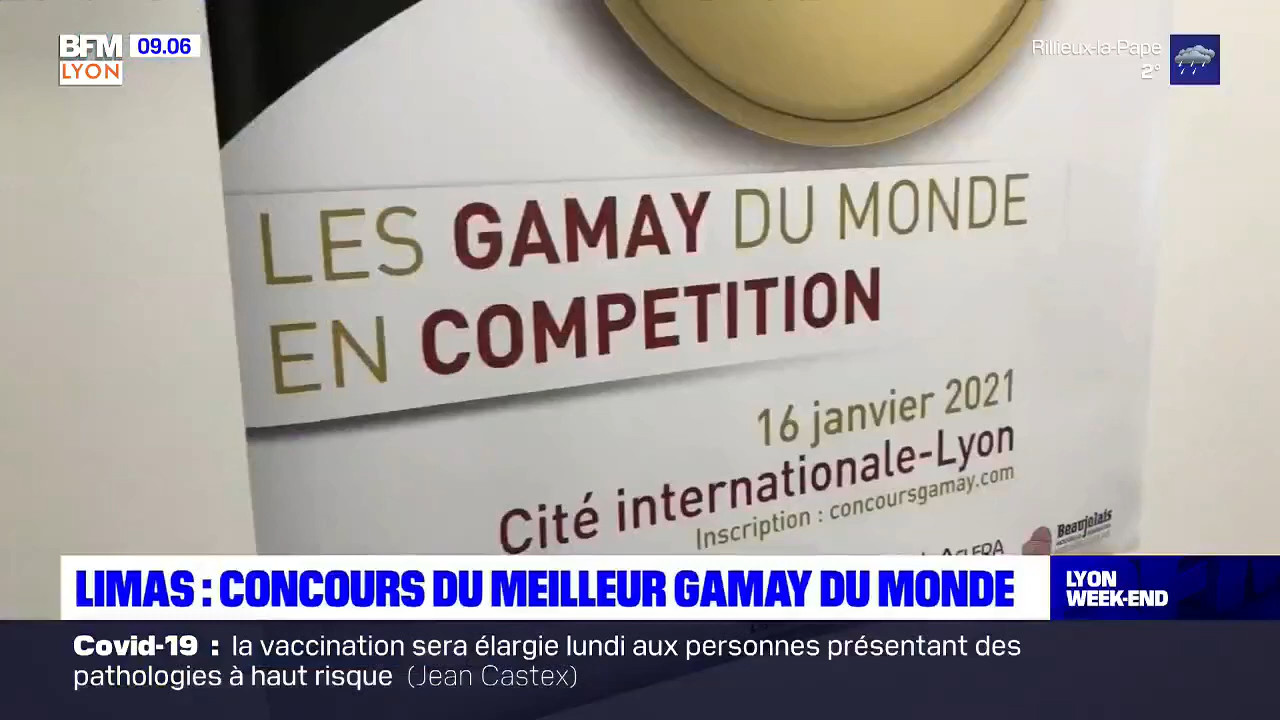 BFM
LYON
09.06
Rillieux-la-Pape
2°
LES GAMAY DU MONDE
EN COMPETITION
16 janvier 2021
Cité internationale-Lyon
Inscription : concoursgamay.com
Beaujolais
LIMAS : CONCOURS DU MEILLEUR GAMAY DU MONDE
LYON
WEEK-END
Covid-19 : la vaccination sera élargie lundi aux personnes présentant des
pathologies à haut risque (Jean Castex)